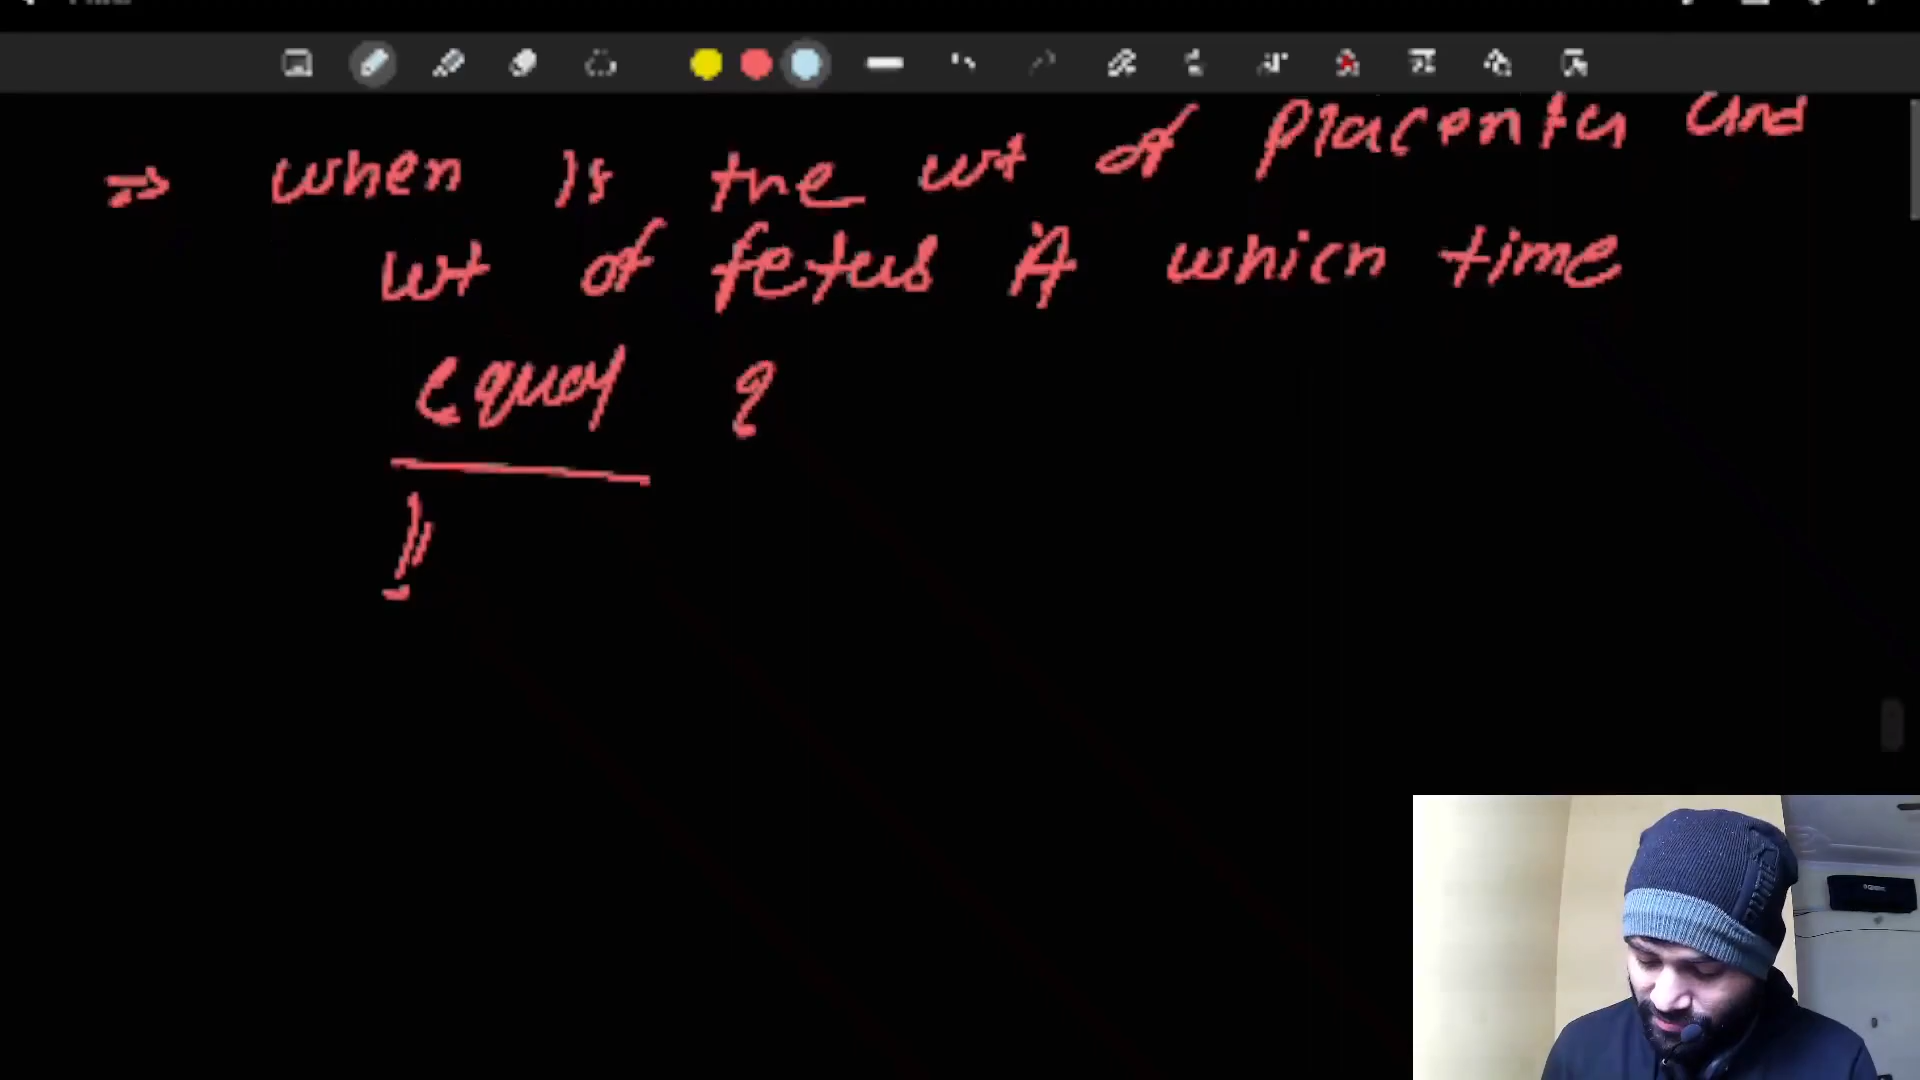 ⇒ when is the wt of placenta and
wt of fetus A which time
equal ?